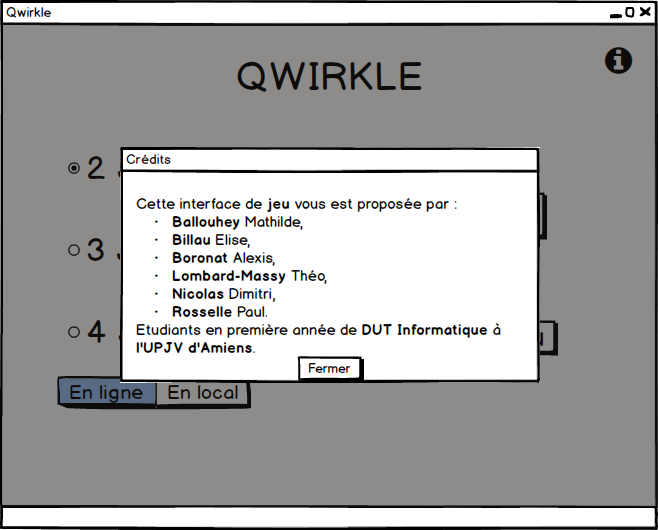 Qwirkle
QWIRKLE
Crédits
Cette interface de jeu vous est proposée par :
· Ballouhey Mathilde,
· Billau Elise,
· Boronat Alexis,
· Lombard-Massy Théo,
· Nicolas Dimitri,
· Rosselle Paul.
Etudiants en première année de DUT Informatique à
l'UPJV d'Amiens.
Fermer
2 J
3 J
4 J
En ligne
En local